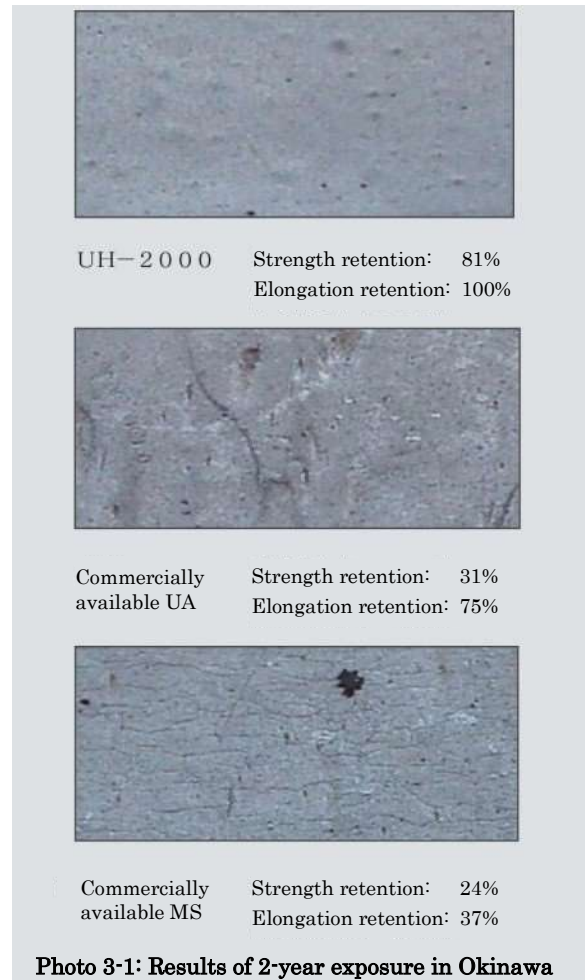 UH－２０００ Strength retention: 81%
Elongation retention: 100%
Commercially available UA Strength retention: 31%
Elongation retention: 75%
Commercially available MS Strength retention: 24%
Elongation retention: 37%
Photo 3-1: Results of 2-year exposure in Okinawa